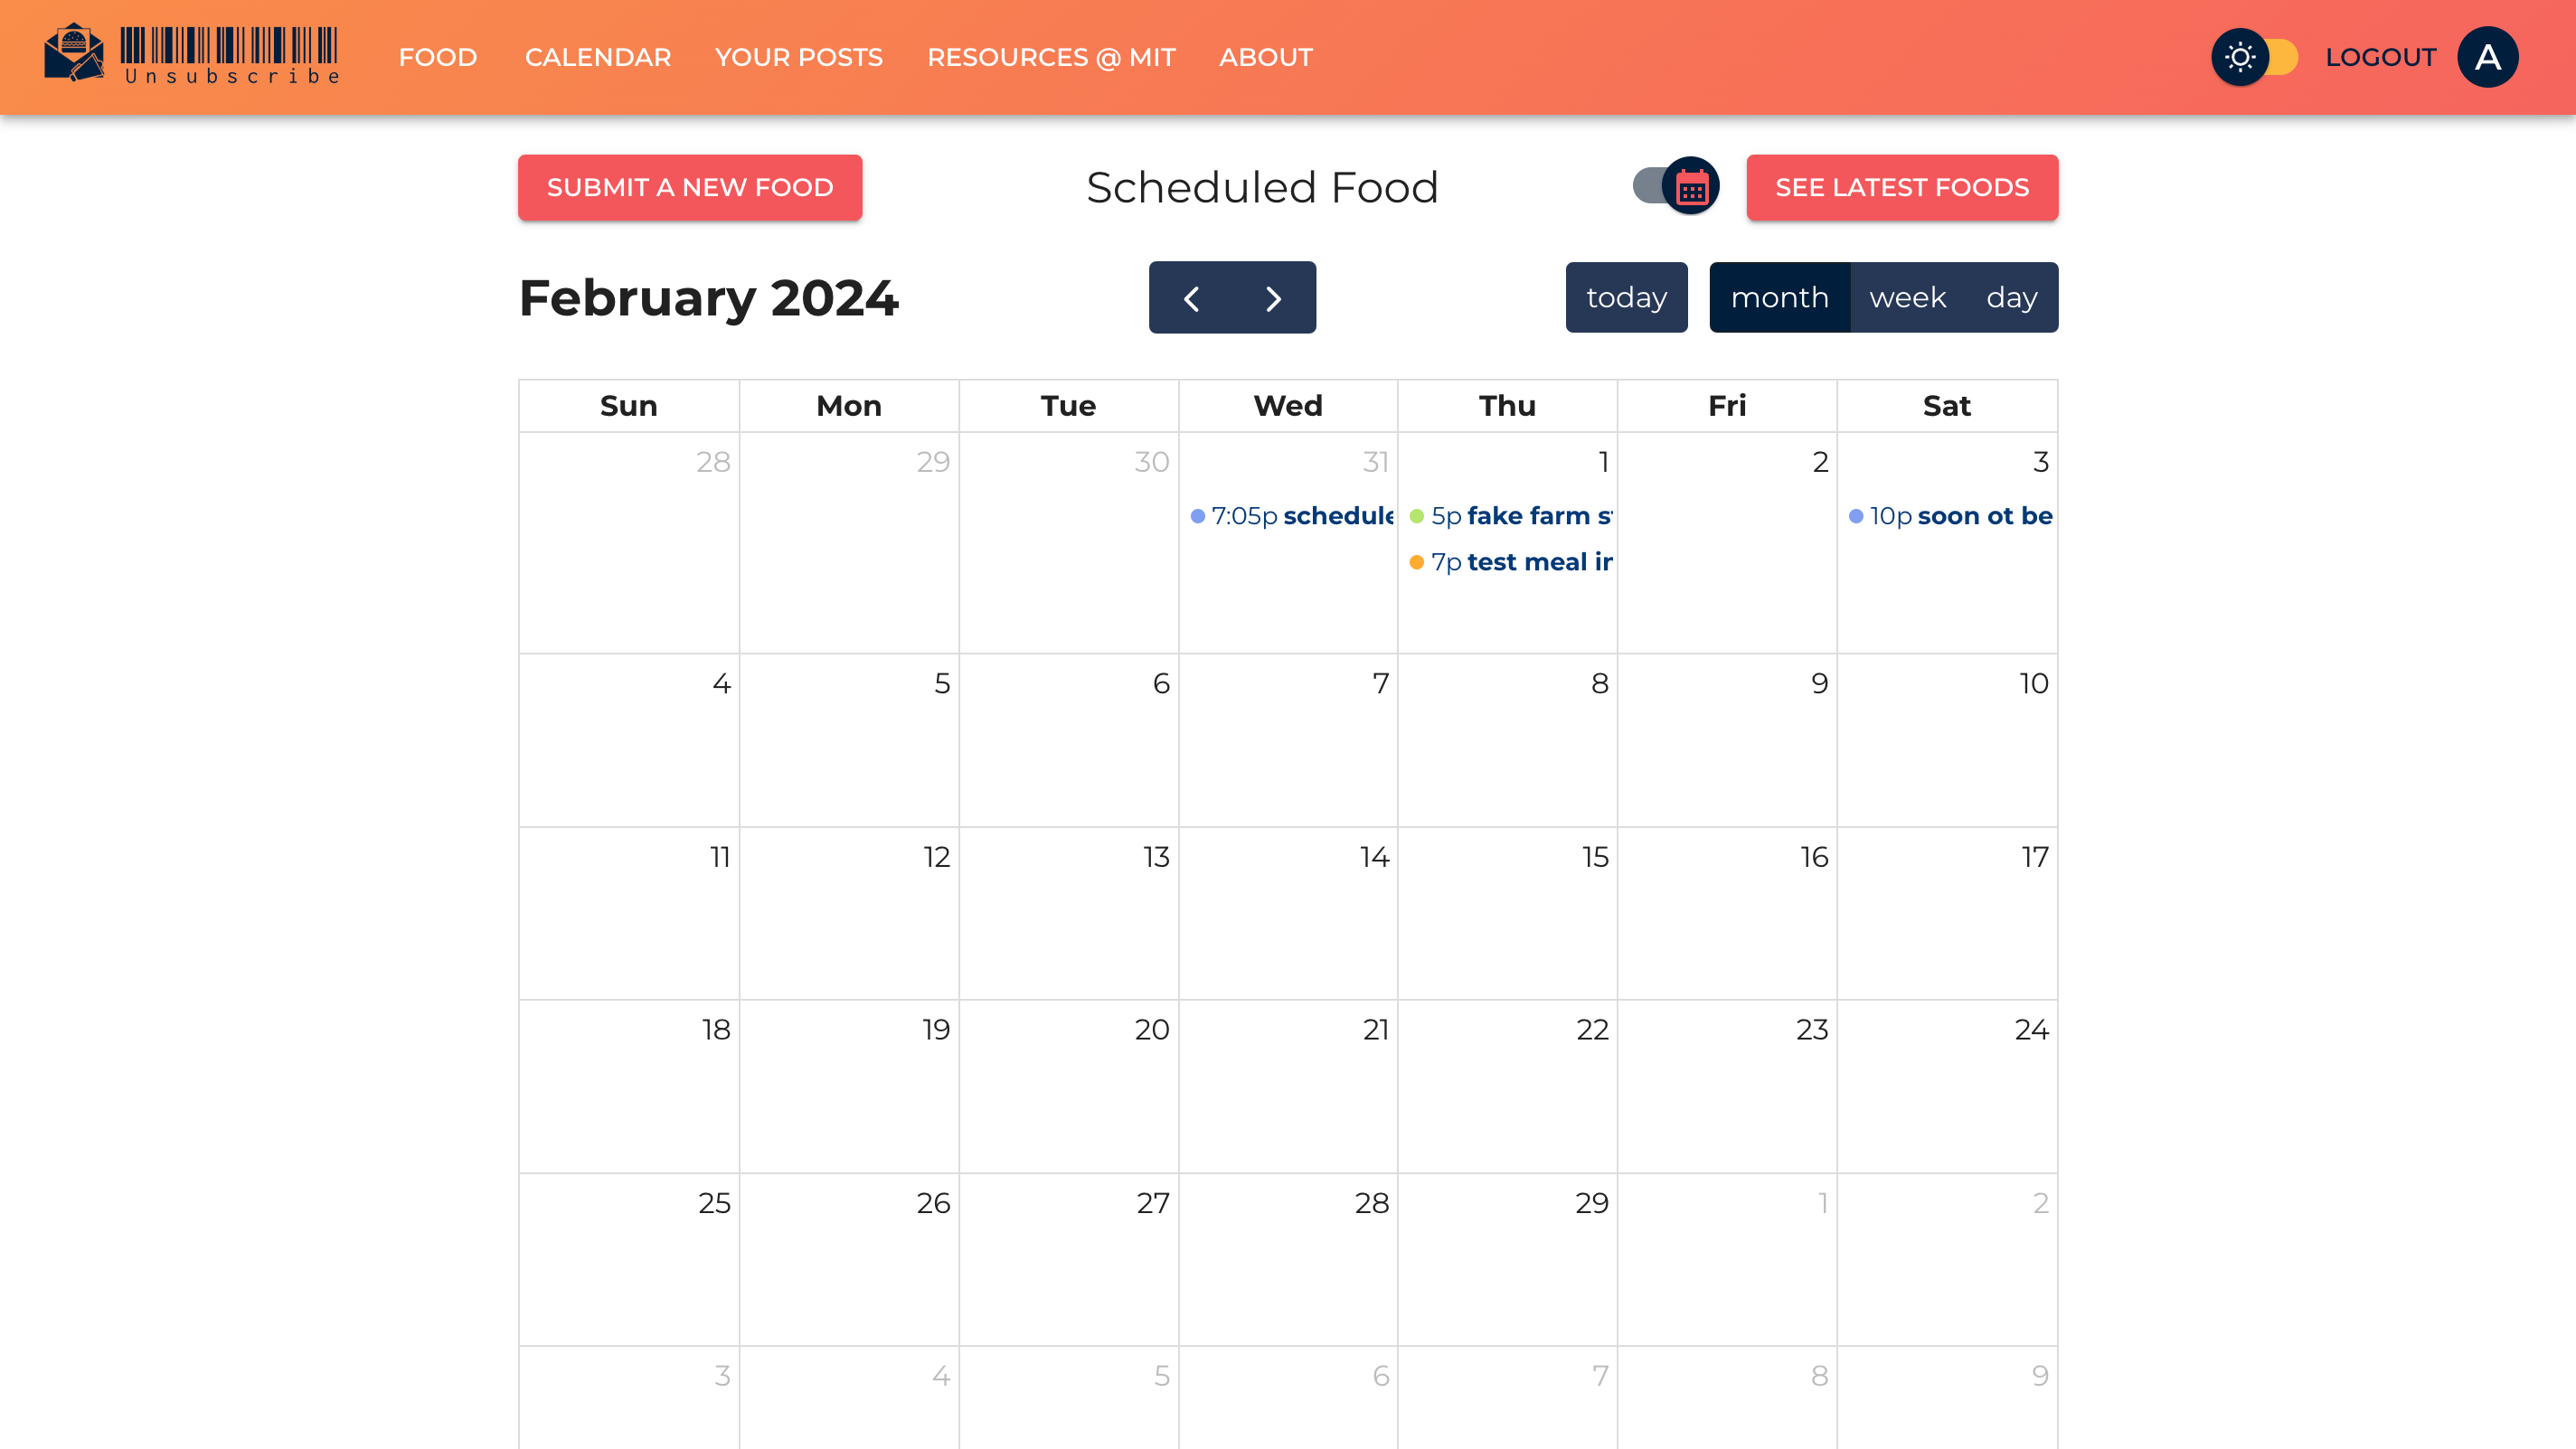 Unsubscribe
FOOD CALENDAR YOUR POSTS RESOURCES @ MIT ABOUT LOGOUT A
SUBMIT A NEW FOOD Scheduled Food SEE LATEST FOODS
February 2024 today month week day
Sun Mon Tue Wed Thu Fri Sat
28 29 30 31 1 2 3
7:05p schedule 5p fake farm 10p soon ot be
7p test meal
4 5 6 7 8 9 10
11 12 13 14 15 16 17
18 19 20 21 22 23 24
25 26 27 28 29 1 2
3 4 5 6 7 8 9